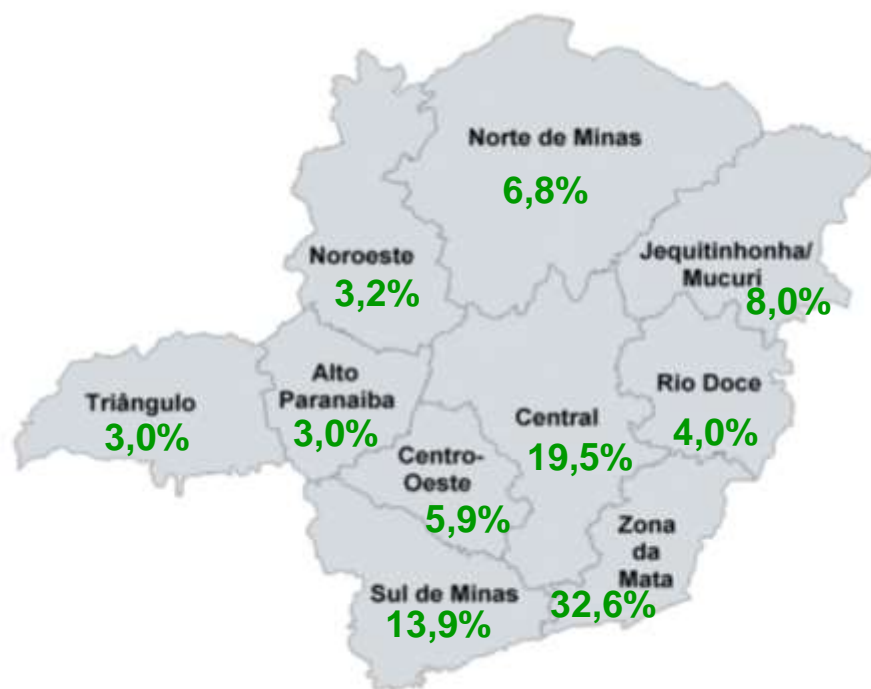 Norte de Minas
6,8%
Jequitinhonha/
Mucuri
8,0%
Noroeste
3,2%
Alto
Paranaiba
3,0%
Triângulo
3,0%
Rio Doce
4,0%
Central
19,5%
Centro-
Oeste
5,9%
Zona
da
Mata
32,6%
Sul de Minas
13,9%